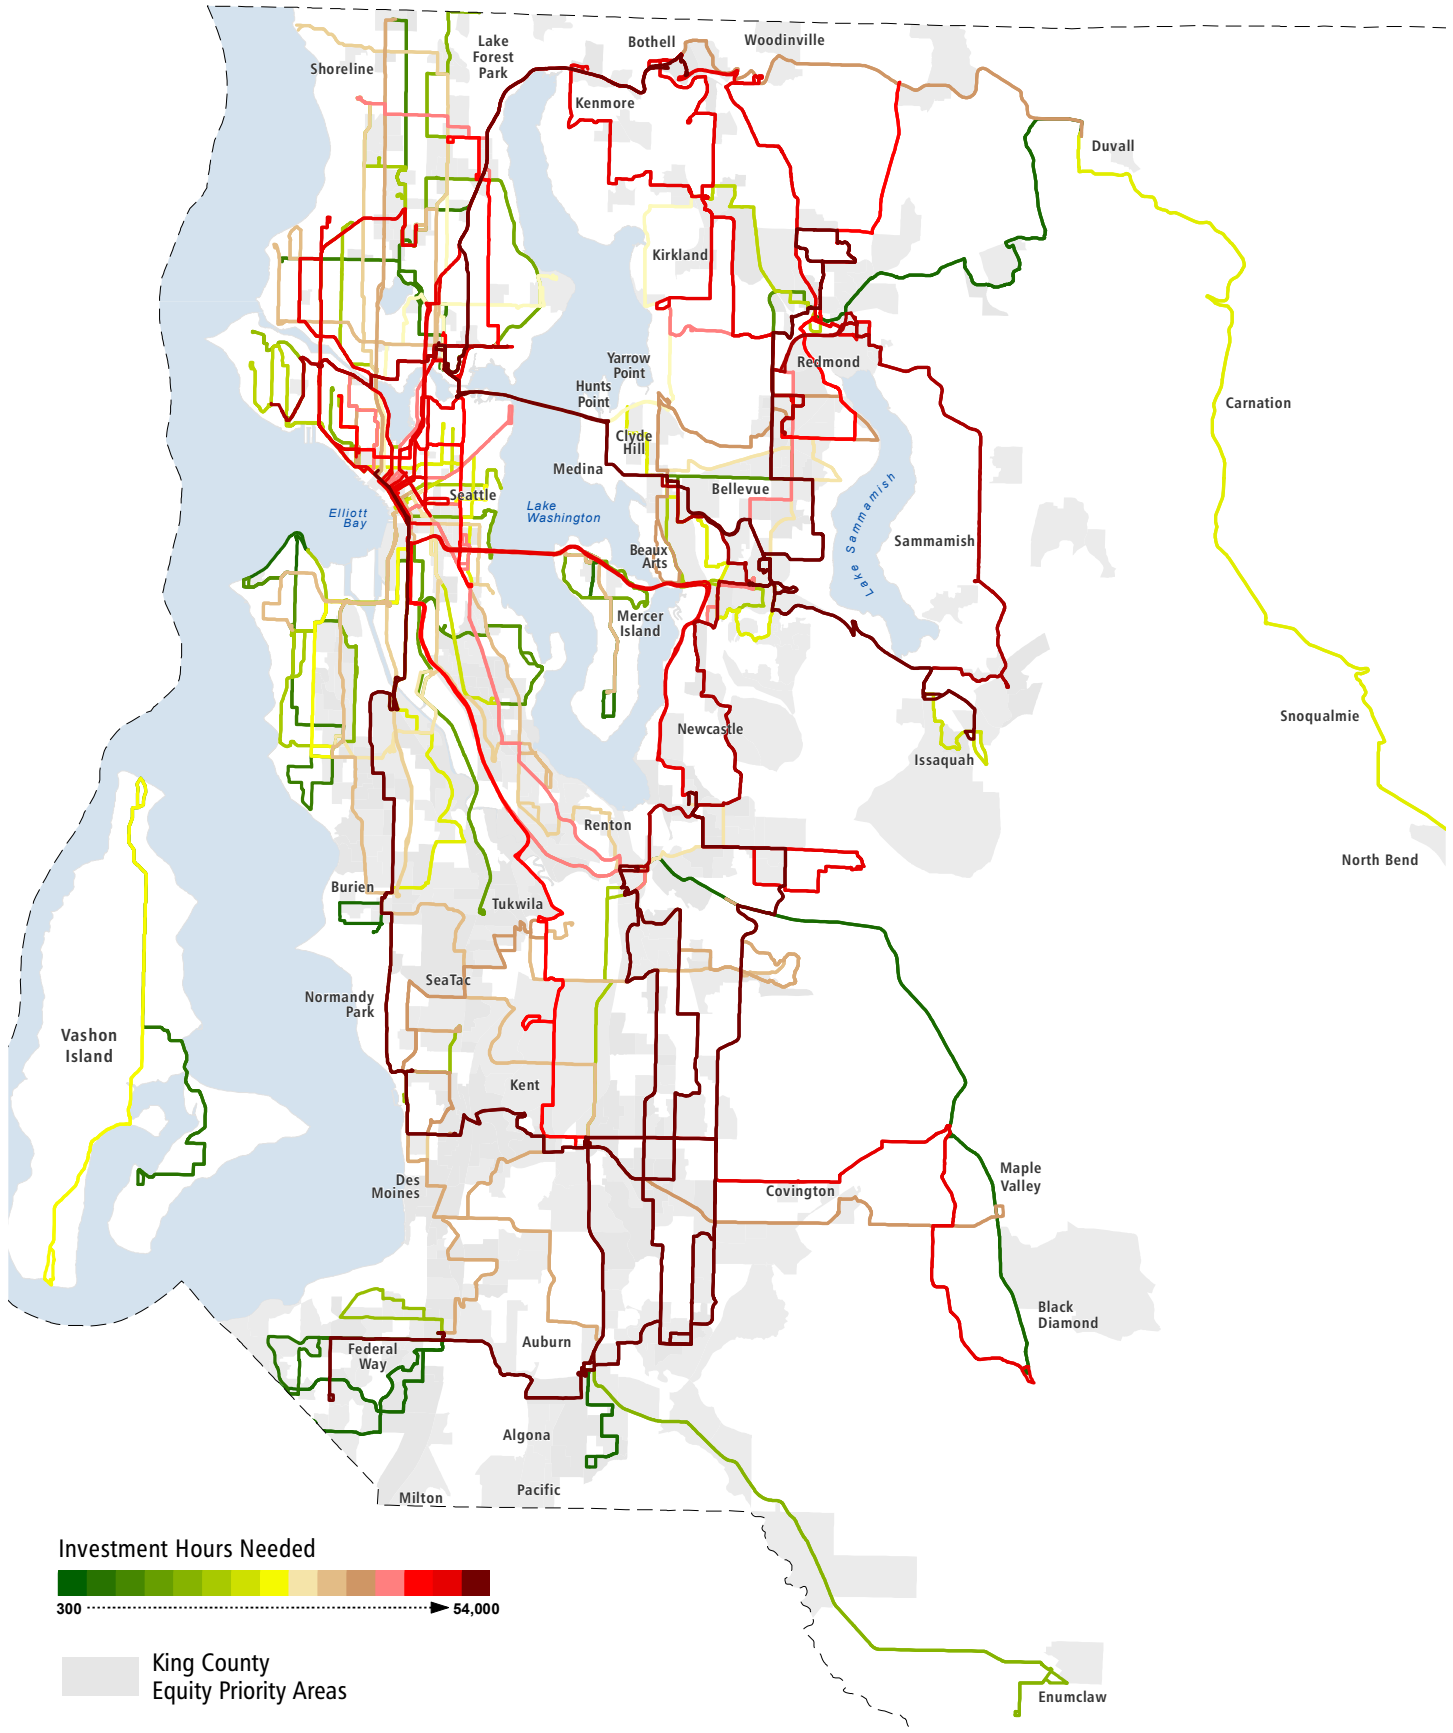 Shoreline
Lake
Forest
Park
Bothell
Woodinville
Kenmore
Duvall
Kirkland
Yarrow
Point
Hunts
Point
Redmond
Carnation
Clyde
Hill
Medina
Bellevue
Seattle
Elliott
Bay
Lake
Washington
Lake Sammamish
Sammamish
Beaux
Arts
Mercer
Island
Newcastle
Issaquah
Snoqualmie
North Bend
Renton
Burien
Tukwila
SeaTac
Normandy
Park
Vashon
Island
Kent
Des
Moines
Covington
Maple
Valley
Black
Diamond
Auburn
Federal
Way
Algona
Pacific
Milton
Enumclaw
Investment Hours Needed
300 54,000
King County
Equity Priority Areas